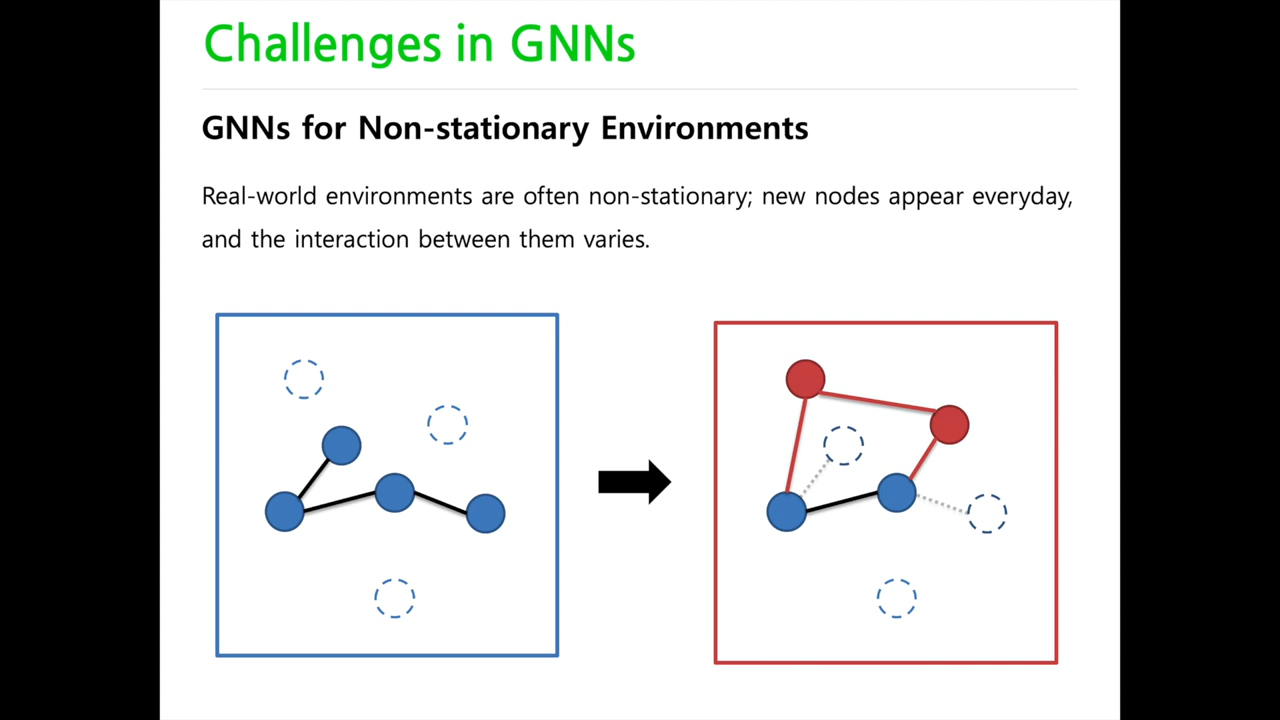 Challenges in GNNs
GNNs for Non-stationary Environments
Real-world environments are often non-stationary; new nodes appear everyday,
and the interaction between them varies.